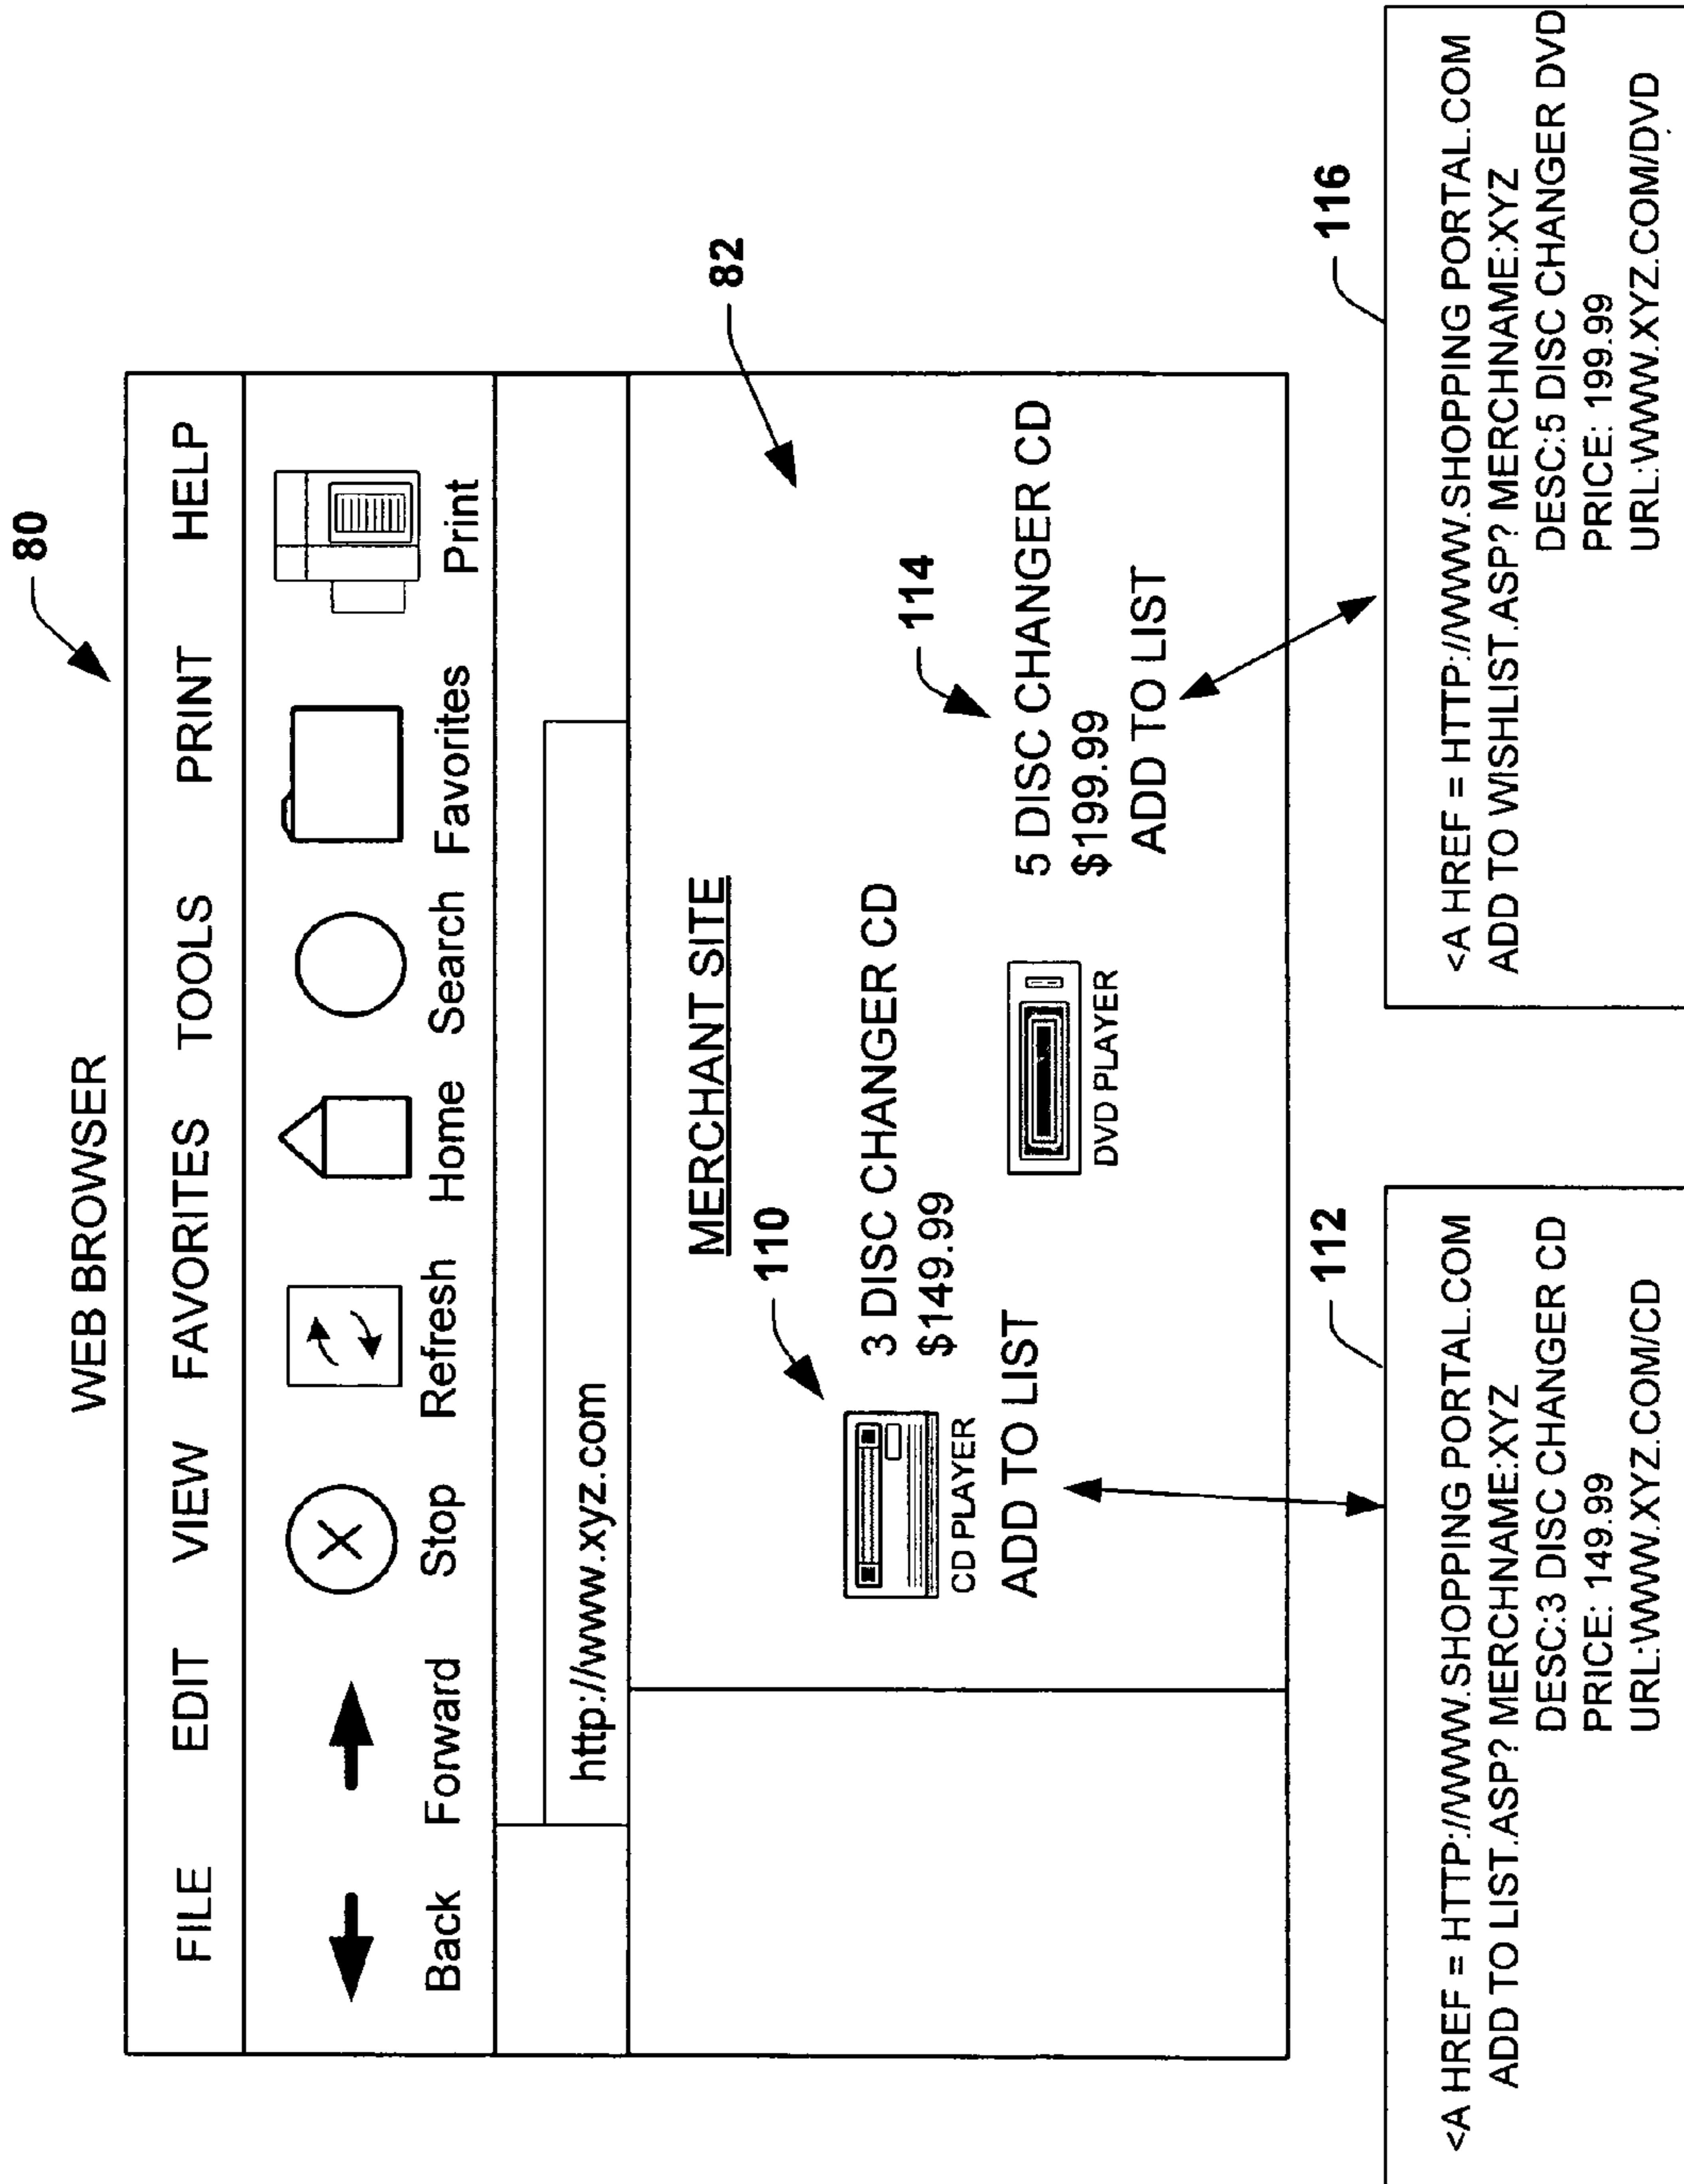 WEB BROWSER
80
FILE EDIT VIEW FAVORITES TOOLS PRINT HELP
Back Forward Stop Refresh Home Search Favorites Print
http://www.xyz.com
82
MERCHANT SITE
110
3 DISC CHANGER CD
$149.99
CD PLAYER
ADD TO LIST
114
5 DISC CHANGER CD
$199.99
ADD TO LIST
DVD PLAYER
112
<A HREF = HTTP://WWW.SHOPPING PORTAL.COM
ADD TO LIST.ASP? MERCHNAME:XYZ
DESC:3 DISC CHANGER CD
PRICE: 149.99
URL:WWW.XYZ.COM/CD
116
<A HREF = HTTP://WWW.SHOPPING PORTAL.COM
ADD TO WISHLIST.ASP? MERCHNAME:XYZ
DESC:5 DISC CHANGER DVD
PRICE: 199.99
URL:WWW.XYZ.COM/DVD